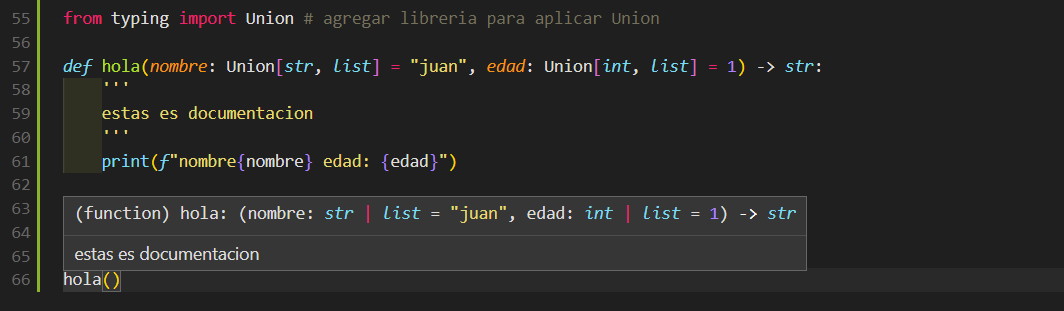 55 from typing import Union # agregar libreria para aplicar Union
56
57 def hola(nombre: Union[str, list] = "juan", edad: Union[int, list] = 1) -> str:
58 '''
59 estas es documentacion
60 '''
61 print(f"nombre{nombre} edad: {edad}")
62
63 (function) hola: (nombre: str | list = "juan", edad: int | list = 1) -> str
64
65 estas es documentacion
66 hola()